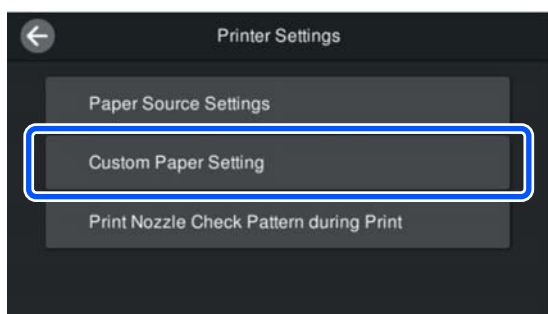 Printer Settings
Paper Source Settings
Custom Paper Setting
Print Nozzle Check Pattern during Print